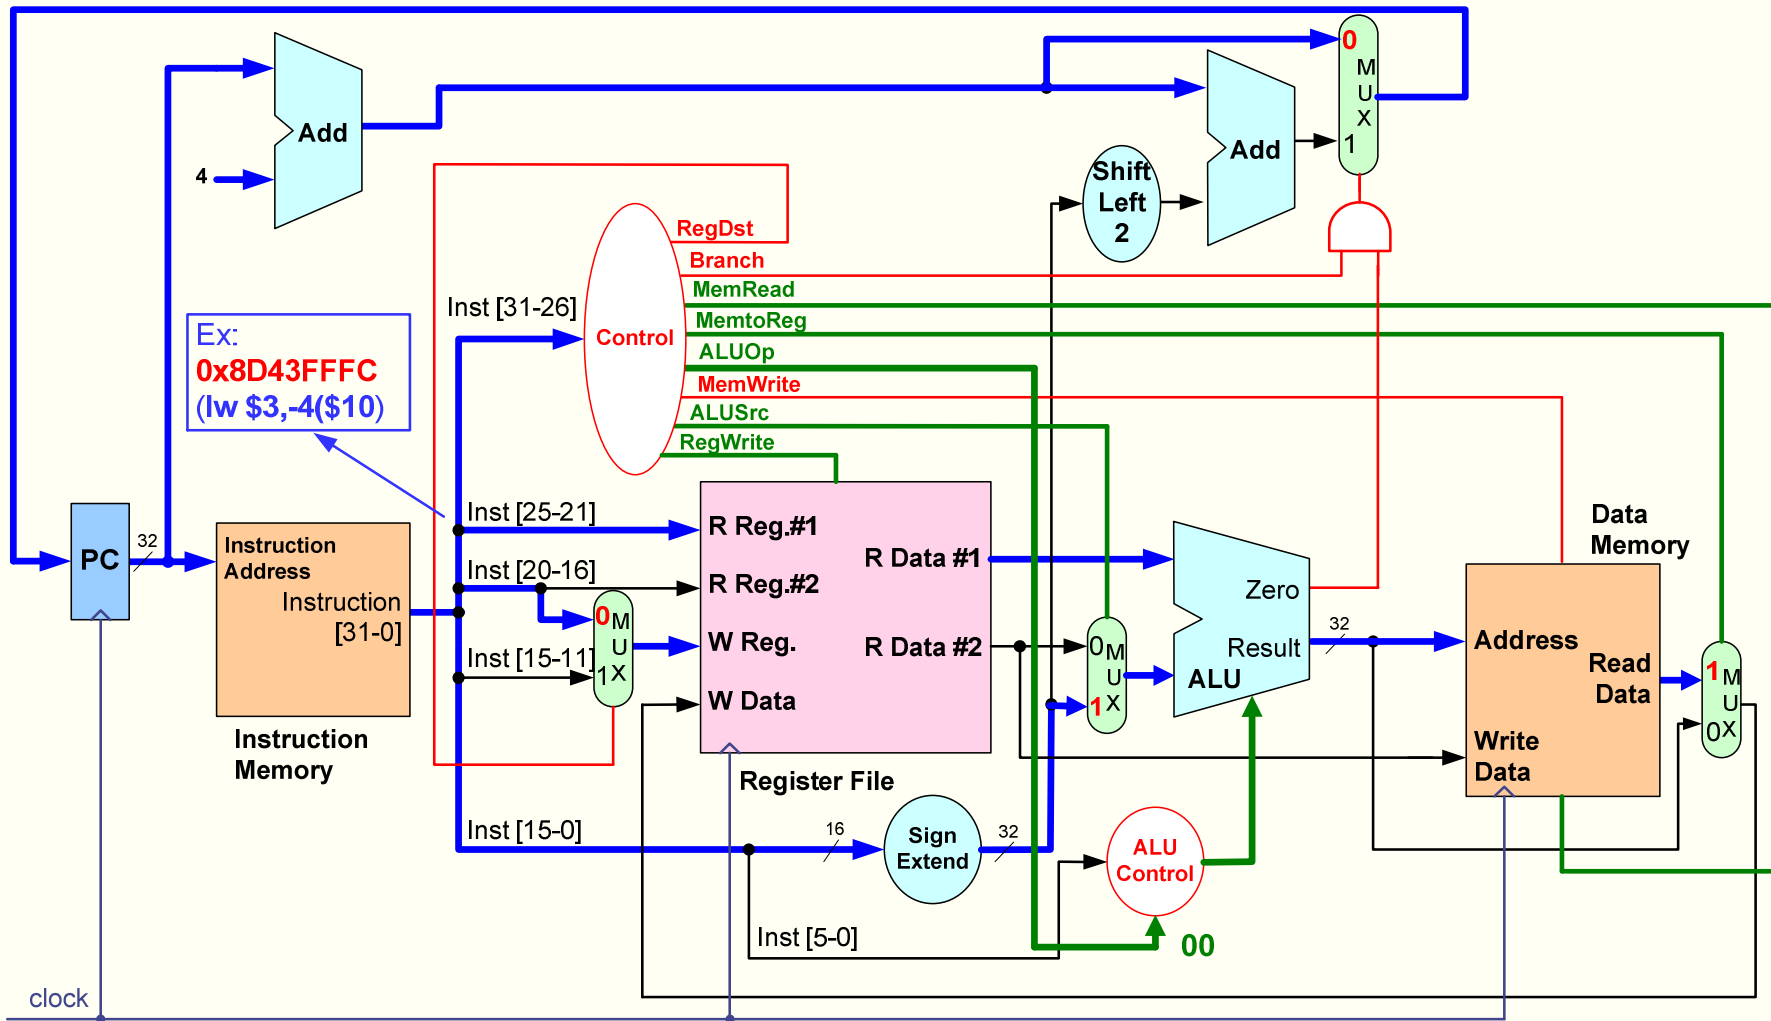 0
M
U
X
1
Add
4
Add
Shift
Left
2
RegDst
Branch
MemRead
MemtoReg
ALUOp
MemWrite
ALUSrc
RegWrite
Control
Inst [31-26]
Ex:
0x8D43FFFC
(lw $3,-4($10)
PC
32
Instruction
Address
Instruction
[31-0]
Instruction
Memory
Inst [25-21]
Inst [20-16]
Inst [15-11]
0
M
U
X
1
R Reg.#1
R Reg.#2
W Reg.
W Data
R Data #1
R Data #2
Register File
0
M
U
X
1
Zero
Result
ALU
32
Data
Memory
Address
Read
Data
Write
Data
1
M
U
X
0
Inst [15-0]
16
Sign
Extend
32
ALU
Control
Inst [5-0]
00
clock